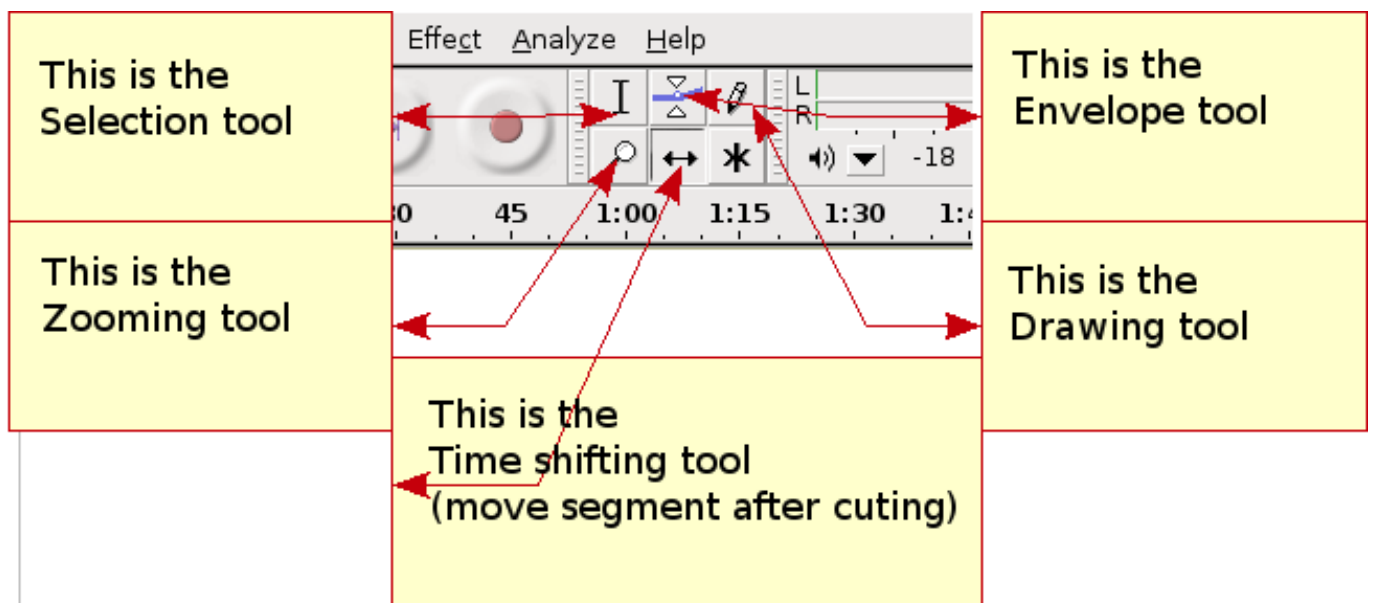 This is the
Selection tool
Effect Analyze Help
This is the
Envelope tool
L
R
-18
45 1:00 1:15 1:30
This is the
Zooming tool
This is the
Drawing tool
This is the
Time shifting tool
(move segment after cuting)